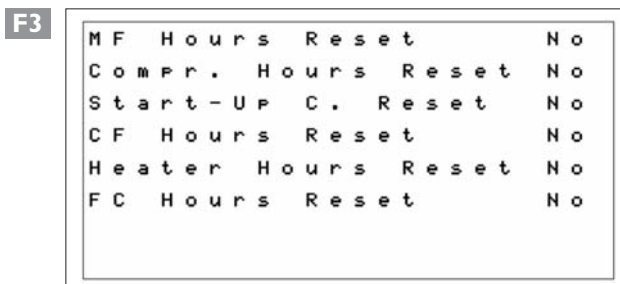 F3
MF Hours Reset No
Compr. Hours Reset No
Start-Up C. Reset No
CF Hours Reset No
Heater Hours Reset No
FC Hours Reset No